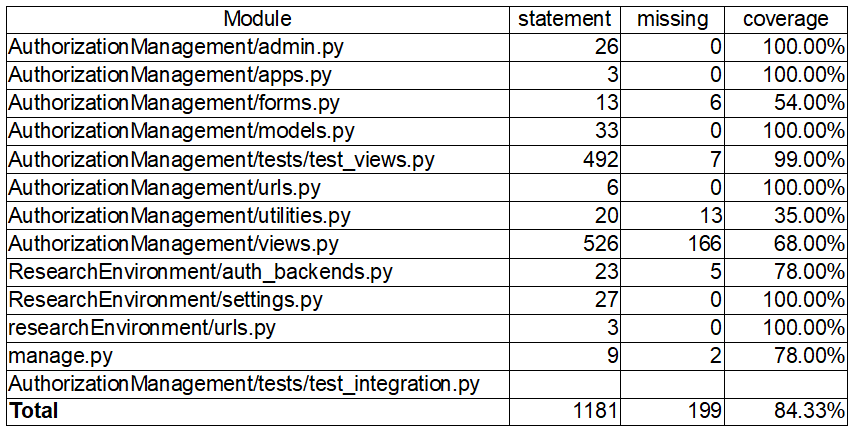 Module statement missing coverage
AuthorizationManagement/admin.py 26 0 100.00%
AuthorizationManagement/apps.py 3 0 100.00%
AuthorizationManagement/forms.py 13 6 54.00%
AuthorizationManagement/models.py 33 0 100.00%
AuthorizationManagement/tests/test_views.py 492 7 99.00%
AuthorizationManagement/urls.py 6 0 100.00%
AuthorizationManagement/utilities.py 20 13 35.00%
AuthorizationManagement/views.py 526 166 68.00%
ResearchEnvironment/auth_backends.py 23 5 78.00%
ResearchEnvironment/settings.py 27 0 100.00%
researchEnvironment/urls.py 3 0 100.00%
manage.py 9 2 78.00%
AuthorizationManagement/tests/test_integration.py
Total 1181 199 84.33%